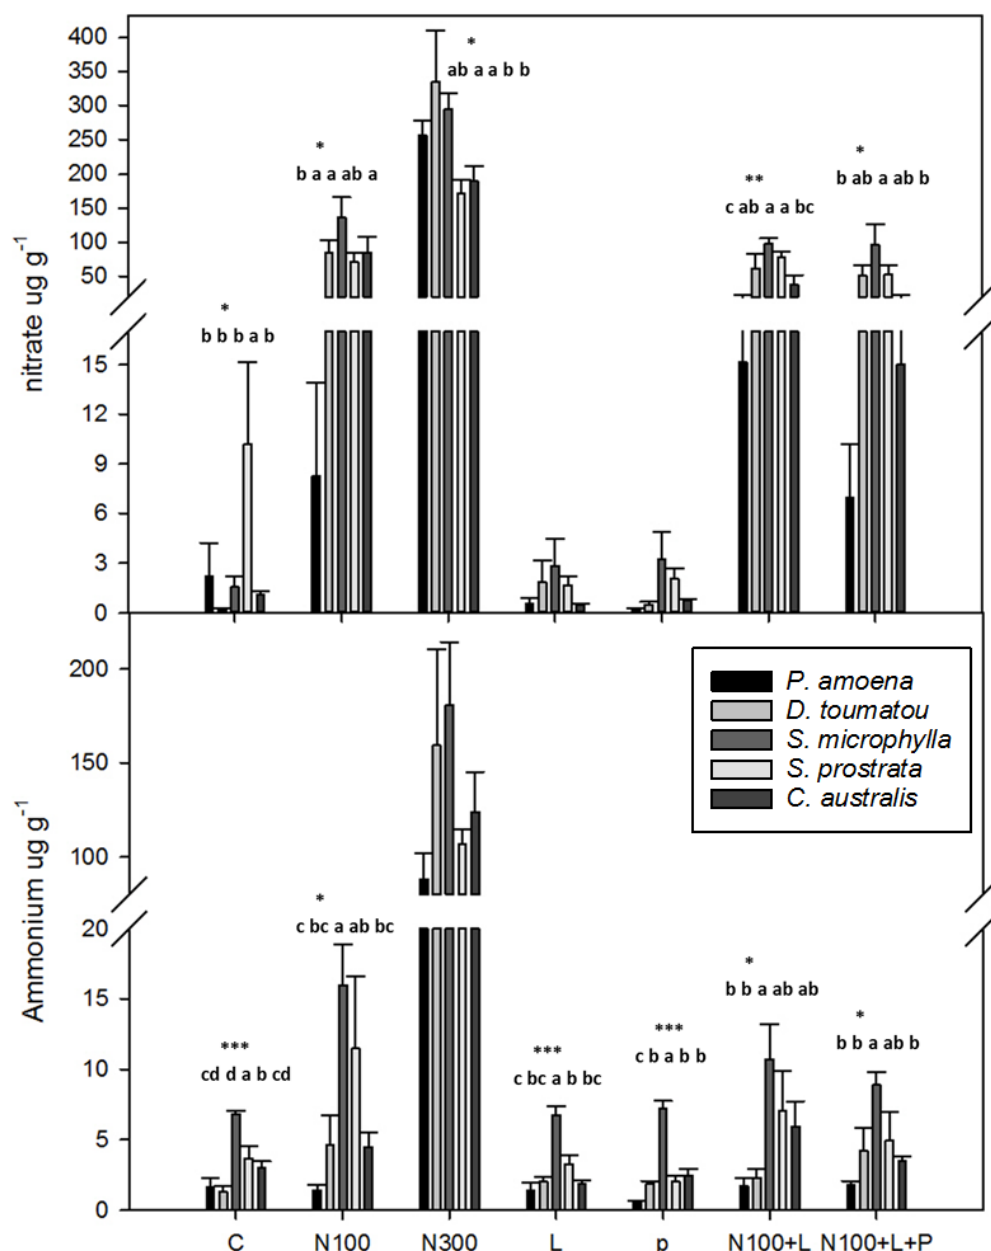 400
*
350
ab a a b b
300
250
*
*
200
b a a ab a
**
b ab a ab b
150
c ab a a bc
100
50
nitrate ug g⁻¹
*
b b b a b
15
12
9
6
3
0
200
P. amoena
D. toumatou
S. microphylla
S. prostrata
C. australis
150
100
Ammonium ug g⁻¹
*
c bc a ab bc
20
*
b b a ab ab
15
***
cd d a b cd
***
c bc a b bc
***
c b a b b
*
b b a ab b
10
5
0
C N100 N300 L p N100+L N100+L+P